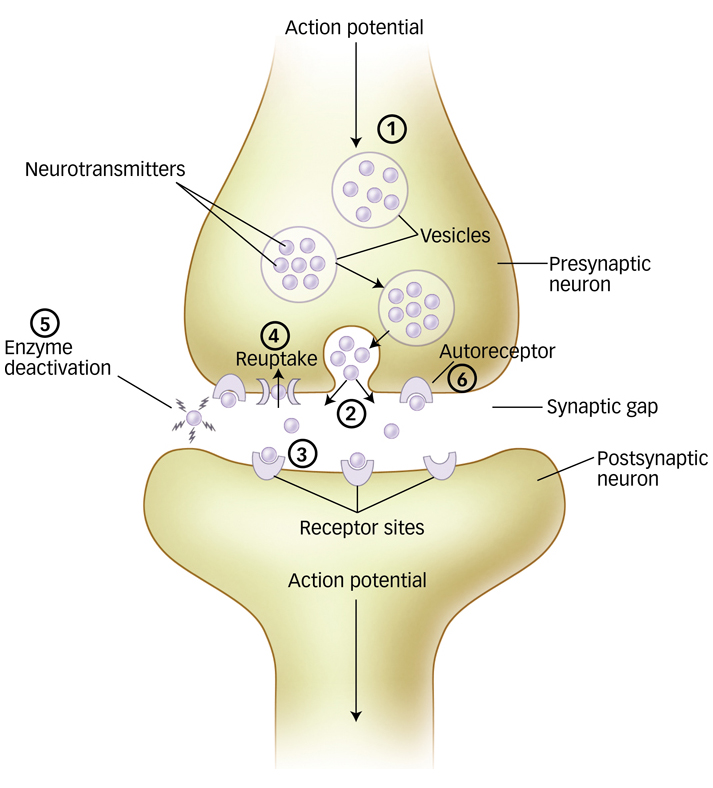 Action potential
1
Neurotransmitters
Vesicles
Presynaptic
neuron
5
Enzyme
deactivation
4
Reuptake
Autoreceptor
6
2
Synaptic gap
3
Postsynaptic
neuron
Receptor sites
Action potential